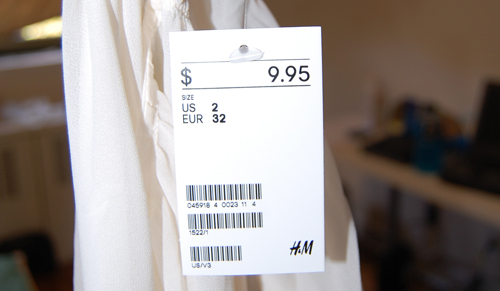 $ 9.95
SIZE
US 2
EUR 32
045918 4 0023 11 4
1522/1
US/V3
H&M